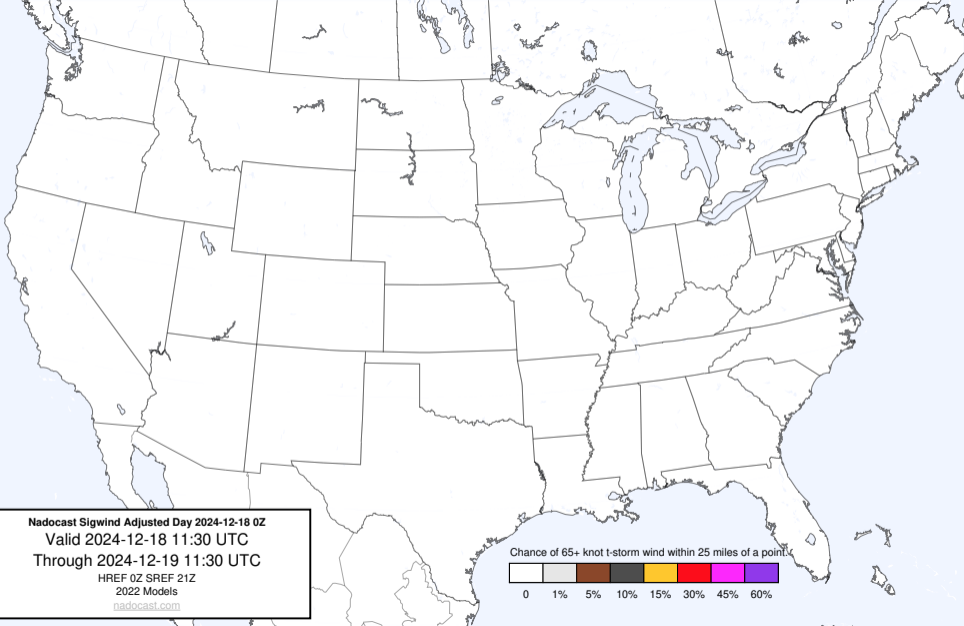 Nadocast Sigwind Adjusted Day 2024-12-18 0Z
Valid 2024-12-18 11:30 UTC
Through 2024-12-19 11:30 UTC
HREF 0Z SREF 21Z
2022 Models
nadocast.com
Chance of 65+ knot t-storm wind within 25 miles of a point.
0 1% 5% 10% 15% 30% 45% 60%